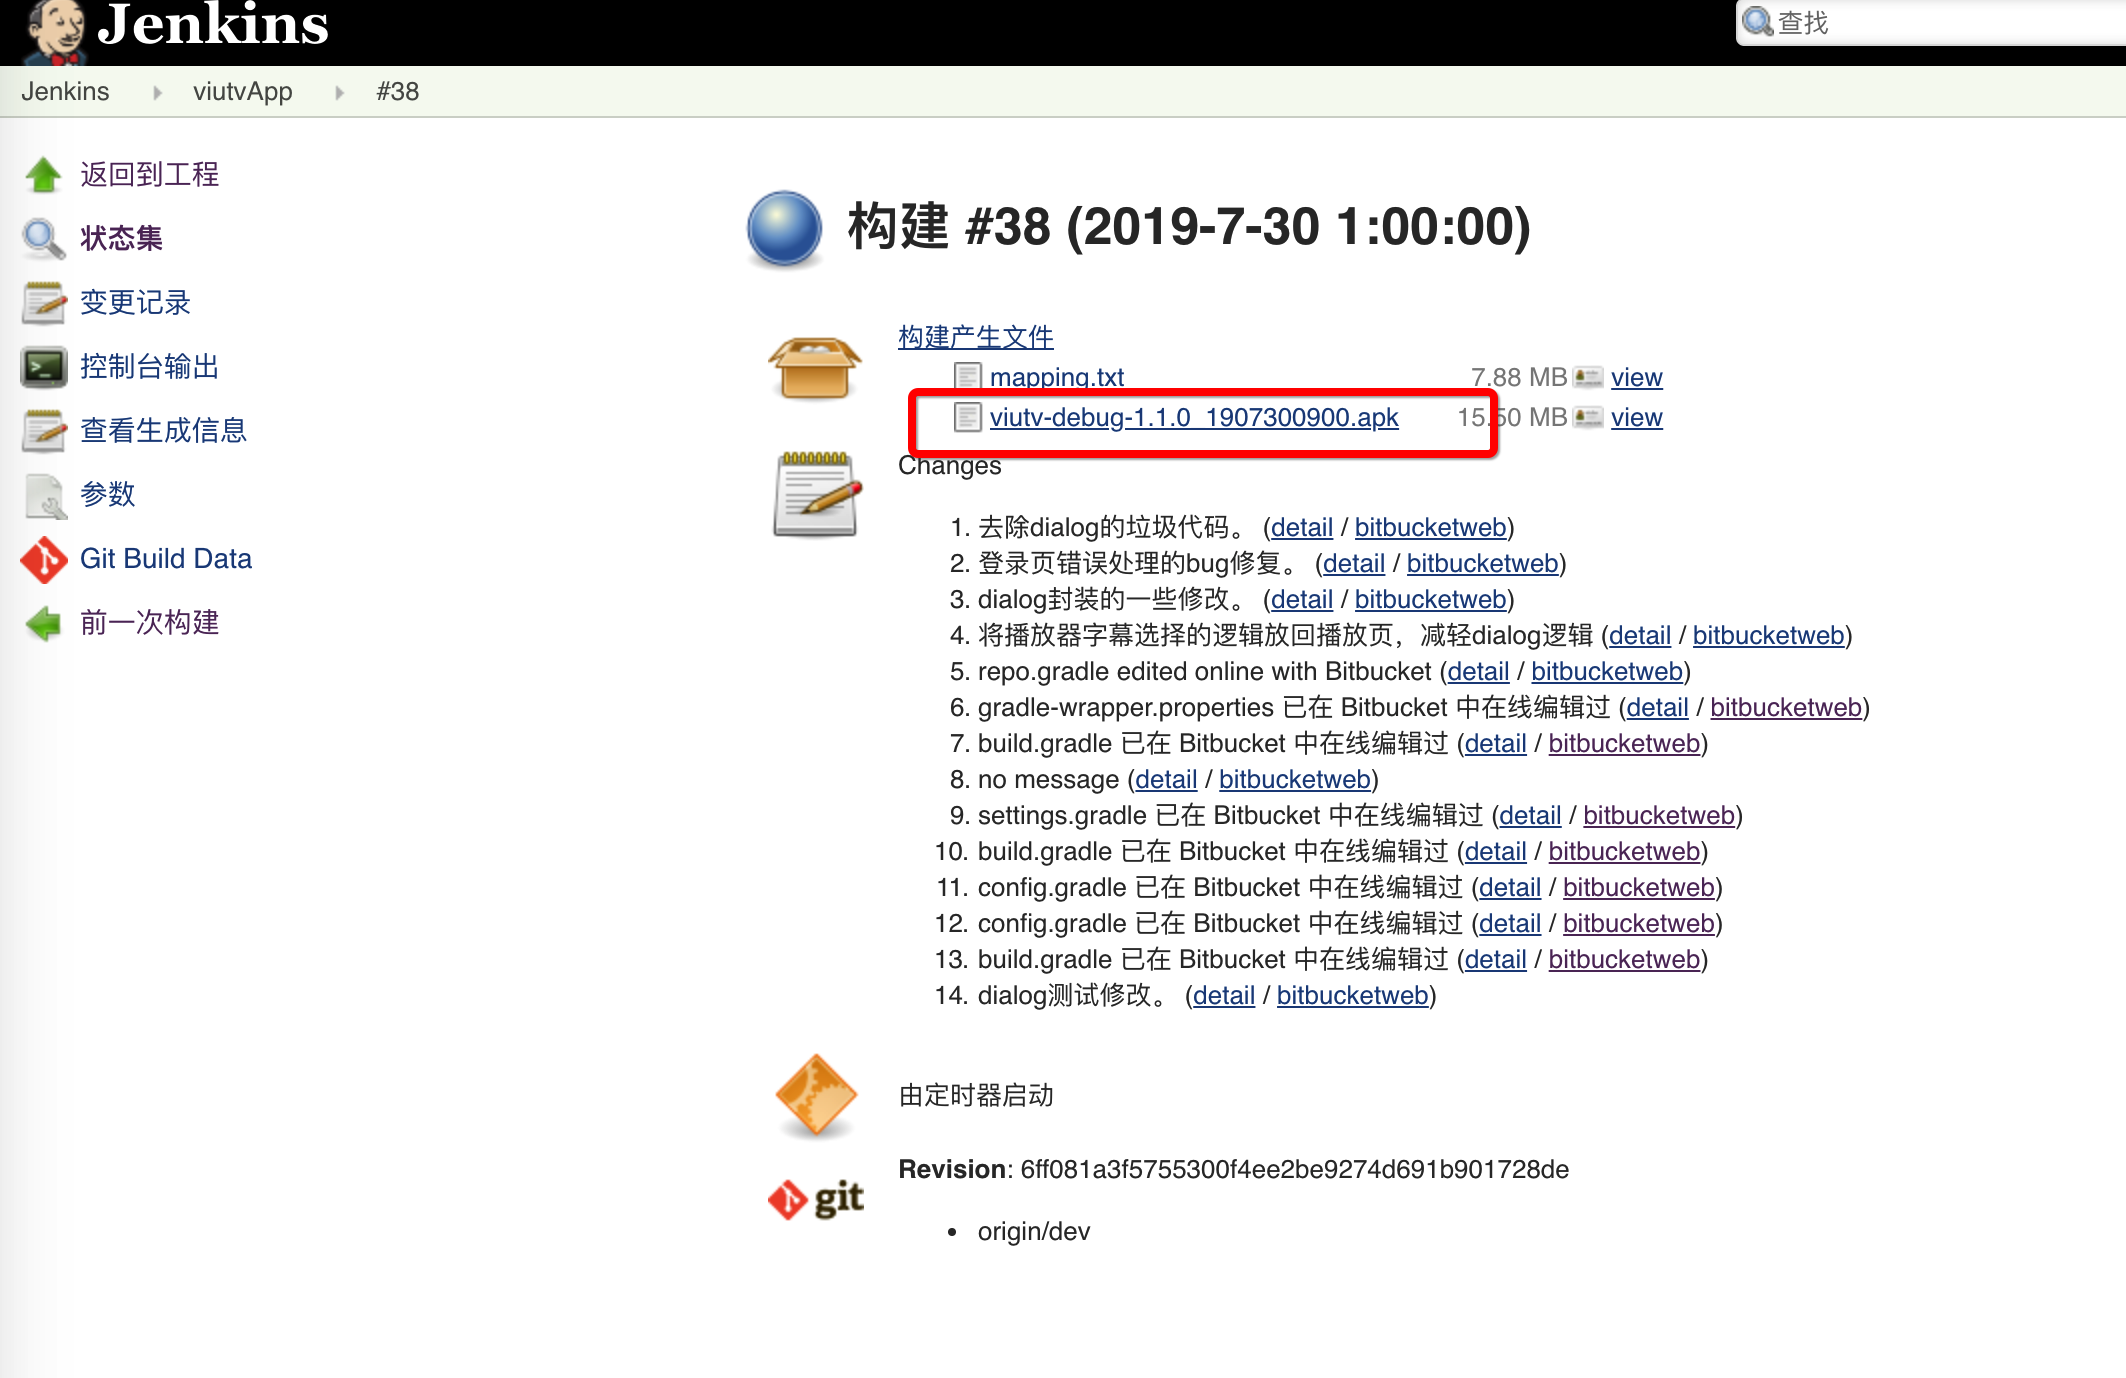 Jenkins
查找
Jenkins viutvApp #38
返回到工程
状态集
变更记录
控制台输出
查看生成信息
参数
Git Build Data
前一次构建
构建 #38 (2019-7-30 1:00:00)
构建产生文件
mapping.txt 7.88 MB view
viutv-debug-1.1.0_1907300900.apk 15.50 MB view
Changes
1. 去除dialog的垃圾代码。 (detail / bitbucketweb)
2. 登录页错误处理的bug修复。 (detail / bitbucketweb)
3. dialog封装的一些修改。 (detail / bitbucketweb)
4. 将播放器字幕选择的逻辑放回播放页，减轻dialog逻辑 (detail / bitbucketweb)
5. repo.gradle edited online with Bitbucket (detail / bitbucketweb)
6. gradle-wrapper.properties 已在 Bitbucket 中在线编辑过 (detail / bitbucketweb)
7. build.gradle 已在 Bitbucket 中在线编辑过 (detail / bitbucketweb)
8. no message (detail / bitbucketweb)
9. settings.gradle 已在 Bitbucket 中在线编辑过 (detail / bitbucketweb)
10. build.gradle 已在 Bitbucket 中在线编辑过 (detail / bitbucketweb)
11. config.gradle 已在 Bitbucket 中在线编辑过 (detail / bitbucketweb)
12. config.gradle 已在 Bitbucket 中在线编辑过 (detail / bitbucketweb)
13. build.gradle 已在 Bitbucket 中在线编辑过 (detail / bitbucketweb)
14. dialog测试修改。 (detail / bitbucketweb)
由定时器启动
git
Revision: 6ff081a3f5755300f4ee2be9274d691b901728de
• origin/dev